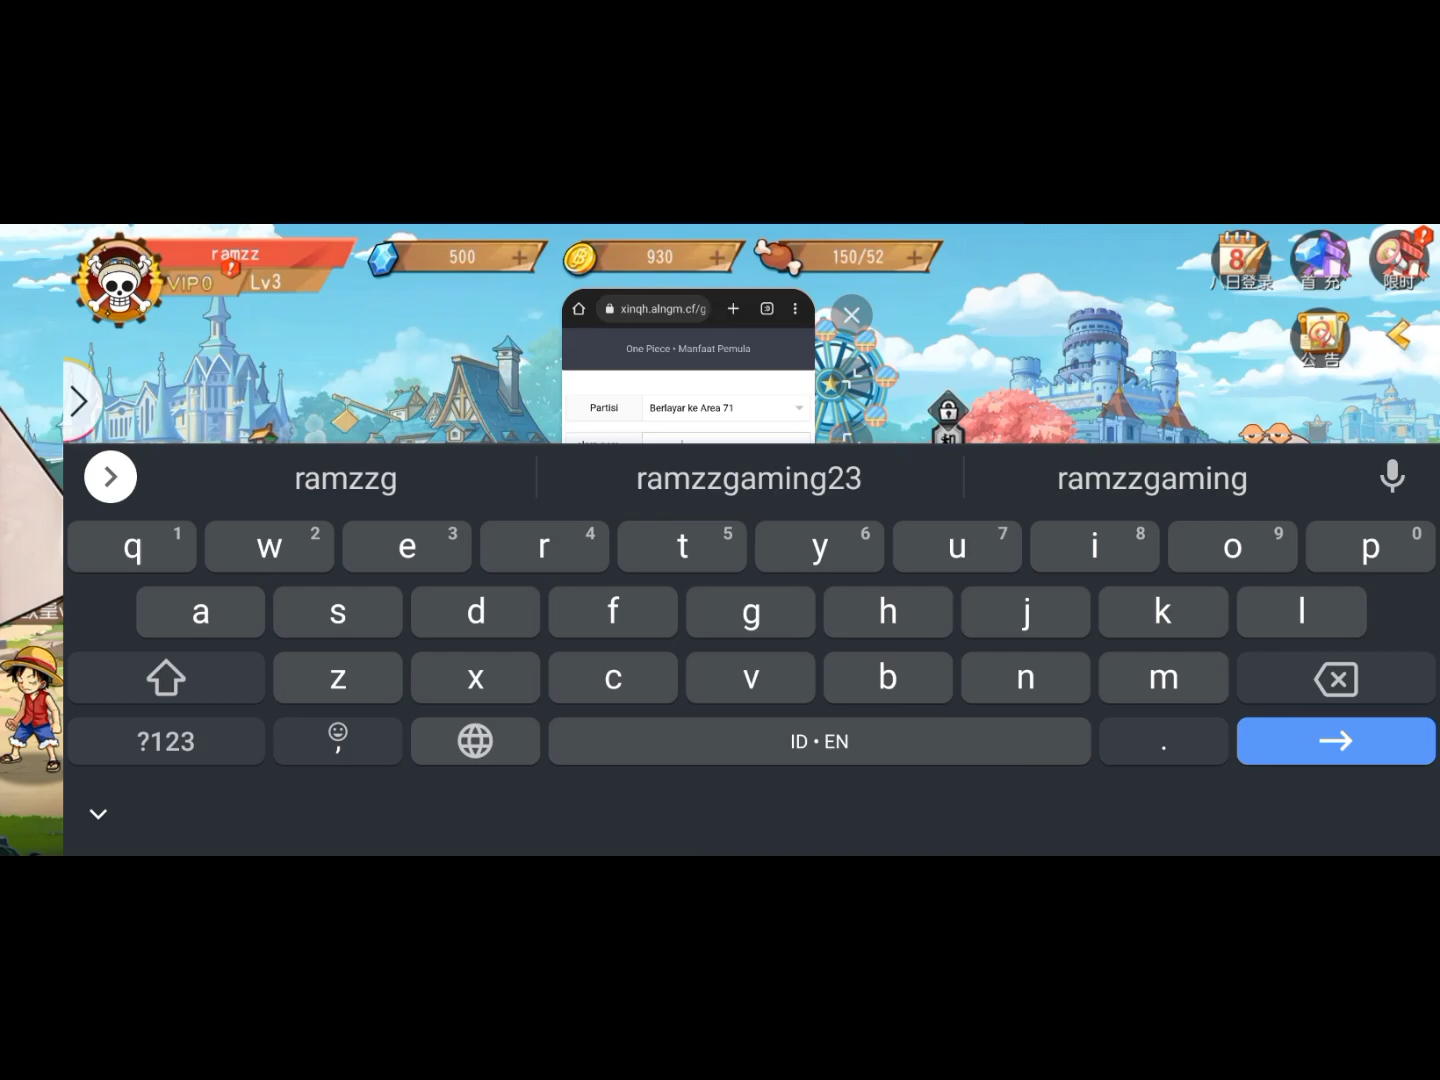 ramzz
VIP0 Lv3
500
930
150/52
8
八日登录
首充
限时
公告
xinqh.alngm.cf/g
One Piece • Manfaat Pemula
Partisi
Berlayar ke Area 71
ramzzg
ramzzgaming23
ramzzgaming
q 1 w 2 e 3 r 4 t 5 y 6 u 7 i 8 o 9 p 0
a s d f g h j k l
z x c v b n m
?123 , ID • EN .